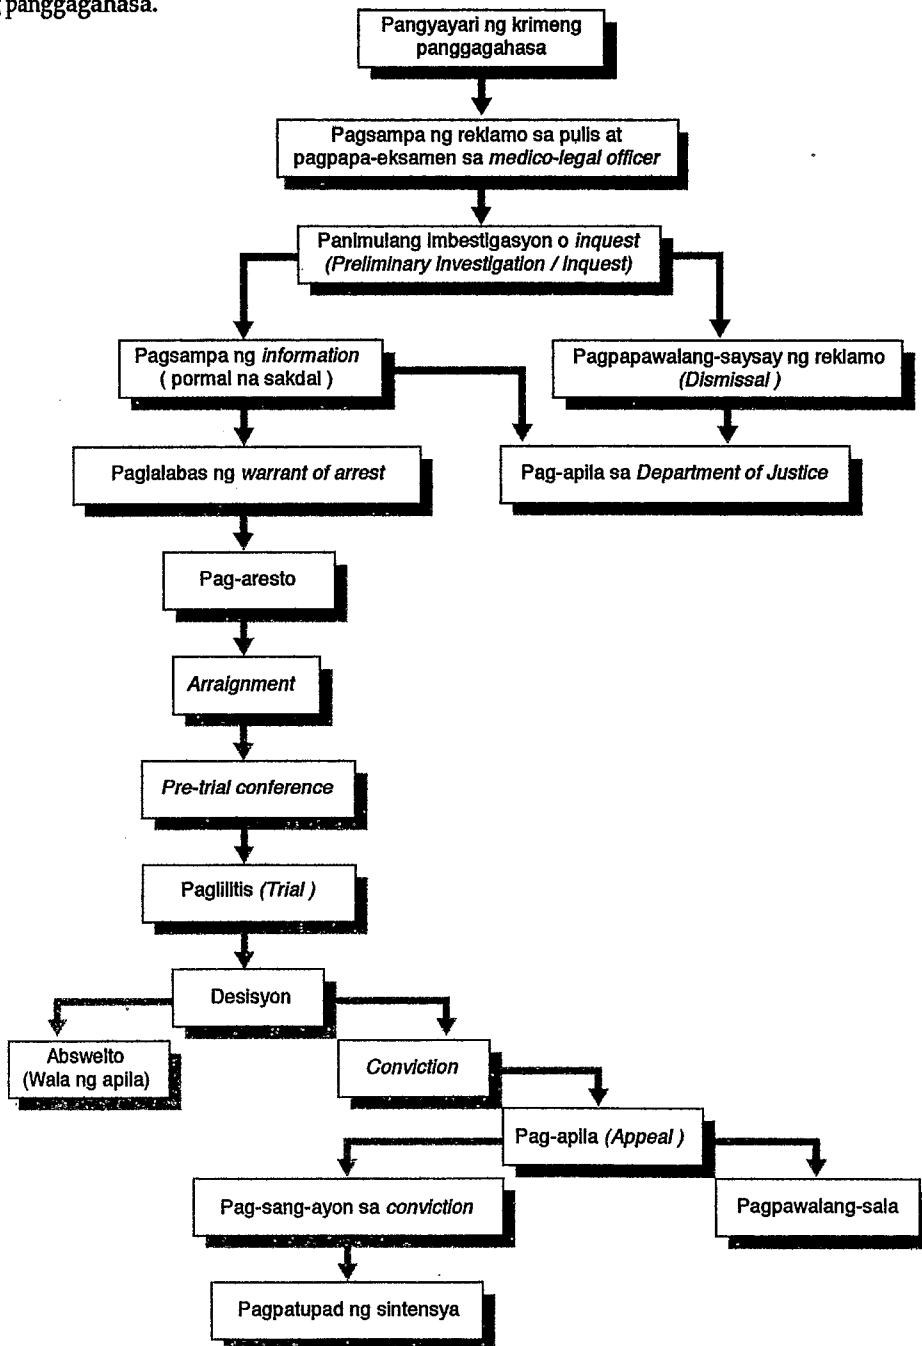 panggagahasa.
Pangyayari ng krimeng
panggagahasa
Pagsampa ng reklamo sa pulis at
pagpapa-eksamen sa medico-legal officer
Panimulang imbestigasyon o inquest
(Preliminary Investigation / Inquest)
Pagsampa ng information
( pormal na sakdal )
Pagpapawalang-saysay ng reklamo
(Dismissal )
Paglalabas ng warrant of arrest
Pag-apila sa Department of Justice
Pag-aresto
Arraignment
Pre-trial conference
Paglilitis (Trial )
Desisyon
Abswelto
(Wala ng apila)
Conviction
Pag-apila (Appeal )
Pag-sang-ayon sa conviction
Pagpawalang-sala
Pagpatupad ng sintensya